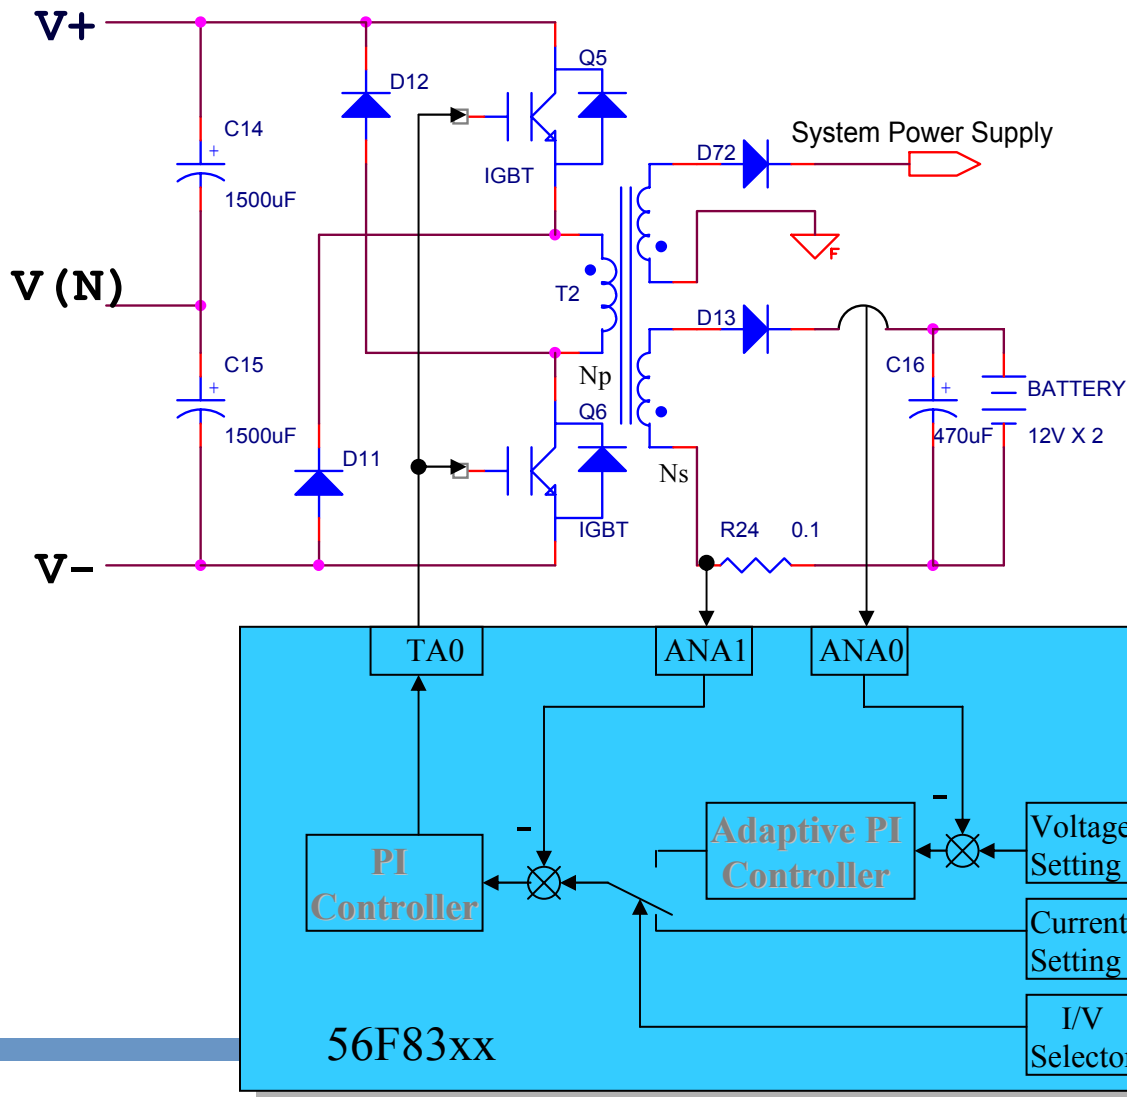 V+
Q5
D12
C14
+
1500uF
IGBT
System Power Supply
D72
F
V(N)
T2
D13
Np
C15
+
1500uF
D11
Q6
IGBT
Ns
C16
+
470uF
BATTERY
12V X 2
R24 0.1
V-
TA0
ANA1
ANA0
-
-
PI
Controller
Adaptive PI
Controller
Voltage
Setting
Current
Setting
I/V
Selector
56F83xx